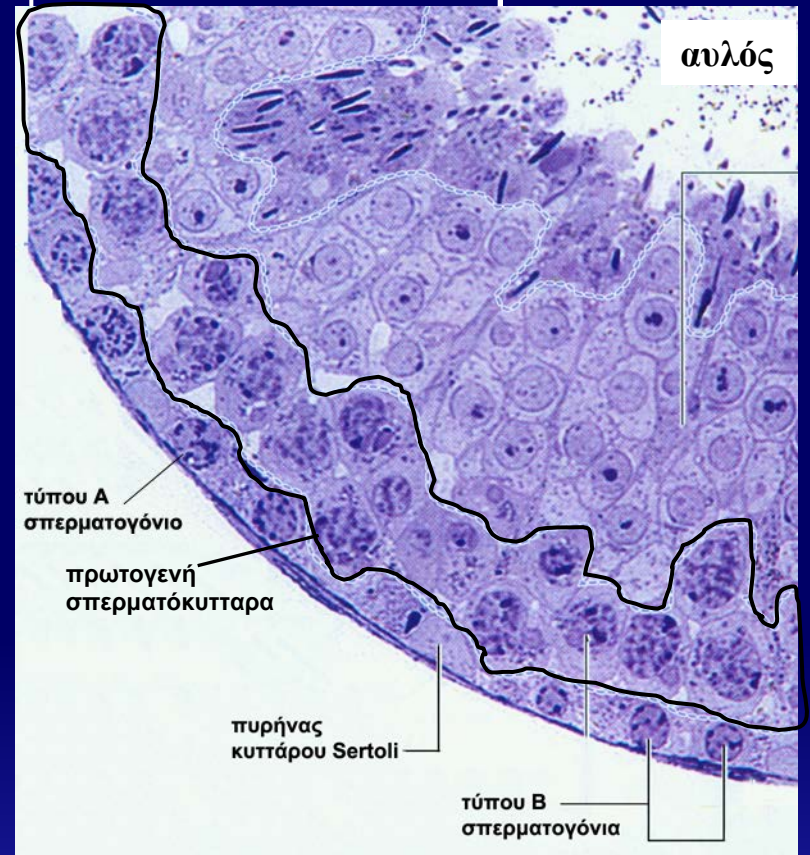 αυλός
τύπου Α
σπερματογόνιο
πρωτογενή
σπερματόκυτταρα
πυρήνας
κυττάρου Sertoli
τύπου Β
σπερματογόνια